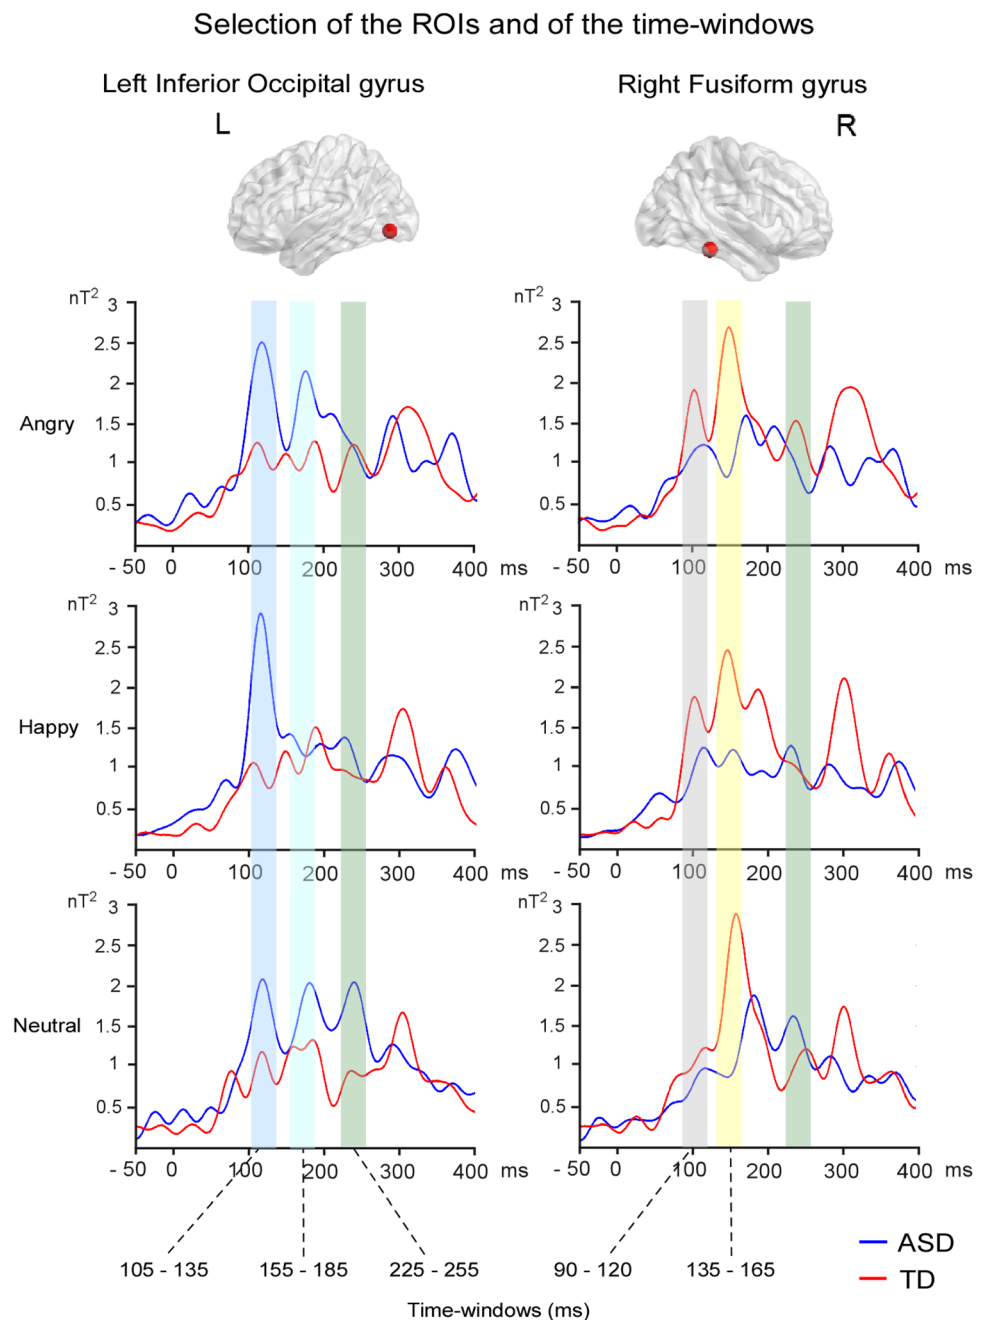 Selection of the ROIs and of the time-windows
Left Inferior Occipital gyrus
Right Fusiform gyrus
L
R
nT2
3
2.5
2
1.5
1
0.5
Angry
- 50 0 100 200 300 400 ms
nT2
3
2.5
2
1.5
1
0.5
- 50 0 100 200 300 400 ms
nT2
3
2.5
2
1.5
1
0.5
Happy
- 50 0 100 200 300 400 ms
nT2
3
2.5
2
1.5
1
0.5
- 50 0 100 200 300 400 ms
nT2
3
2.5
2
1.5
1
0.5
Neutral
- 50 0 100 200 300 400 ms
nT2
3
2.5
2
1.5
1
0.5
- 50 0 100 200 300 400 ms
105 - 135 155 - 185 225 - 255 90 - 120 135 - 165
Time-windows (ms)
ASD
TD